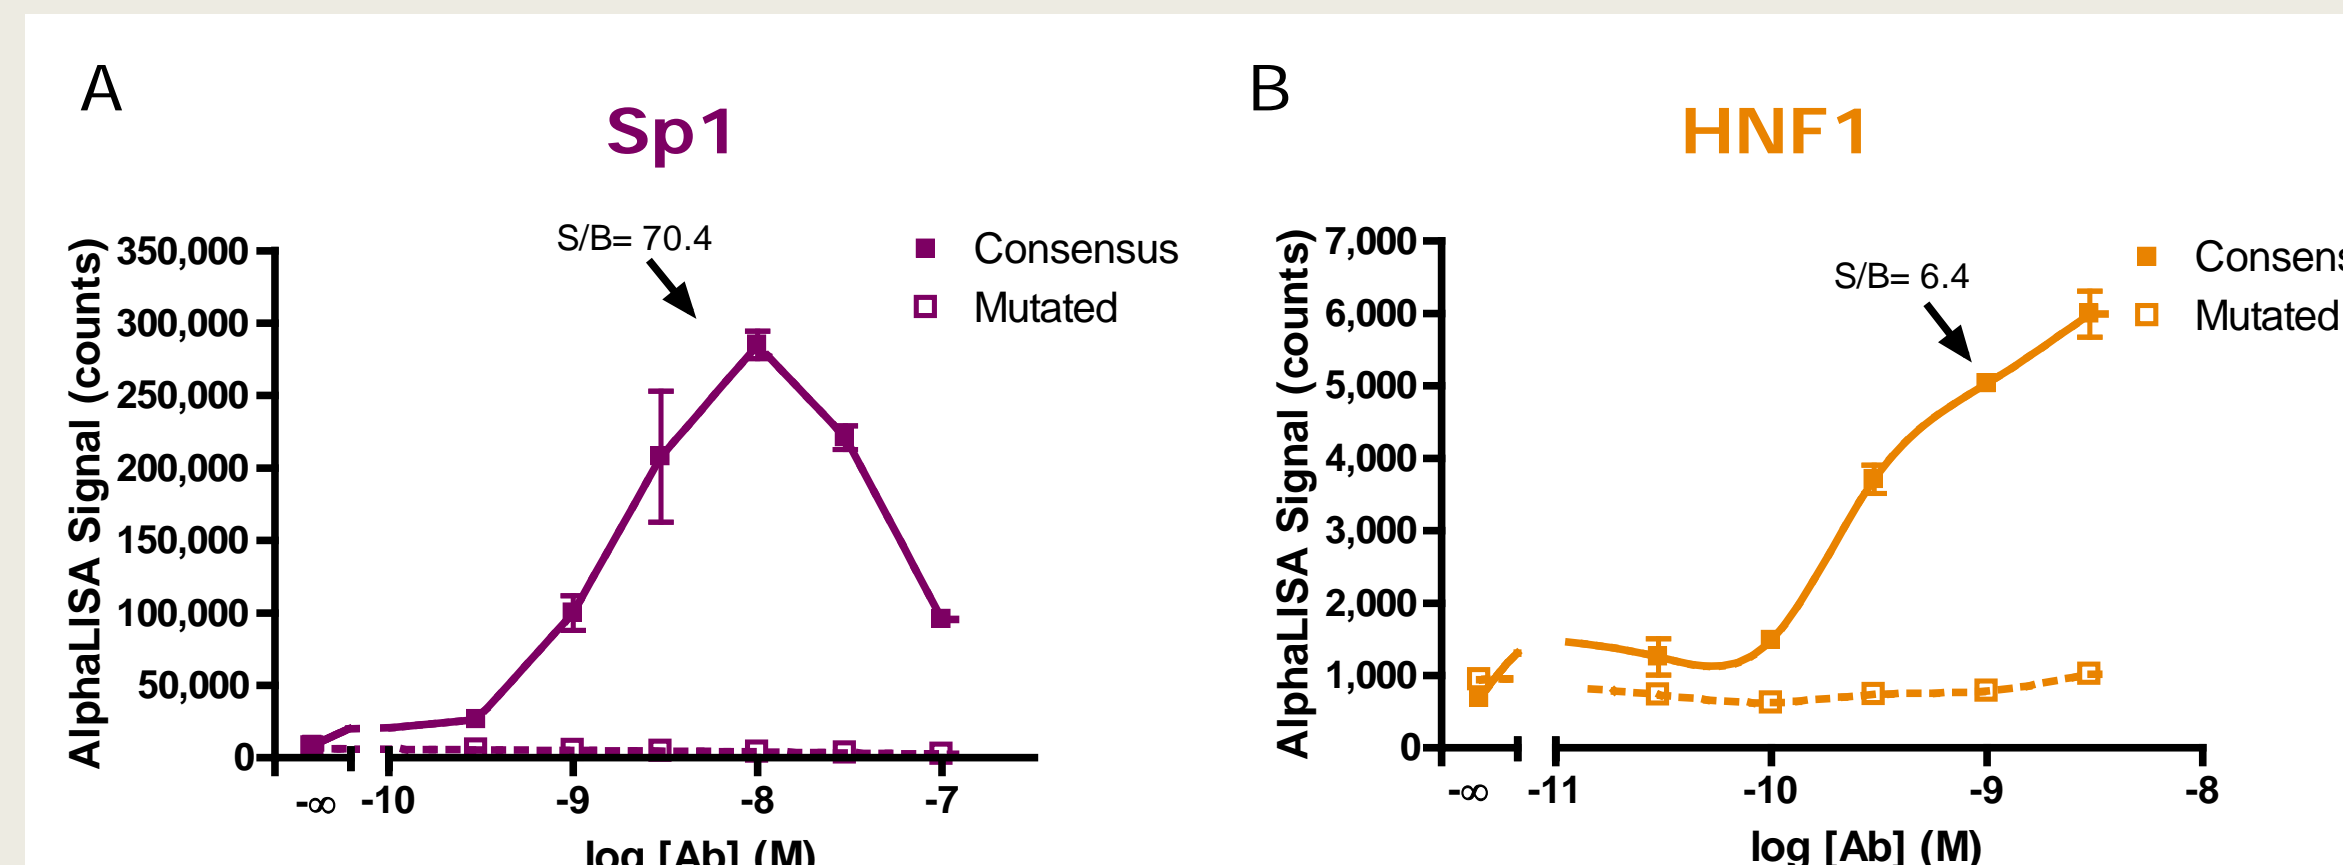 A
Sp1
S/B= 70.4
Consensus
Mutated
AlphaLISA Signal (counts)
350,000
300,000
250,000
200,000
150,000
100,000
50,000
0
-∞ -10 -9 -8 -7
log [Ab] (M)
B
HNF1
S/B= 6.4
Consens
Mutated
AlphaLISA Signal (counts)
7,000
6,000
5,000
4,000
3,000
2,000
1,000
0
-∞ -11 -10 -9 -8
log [Ab] (M)